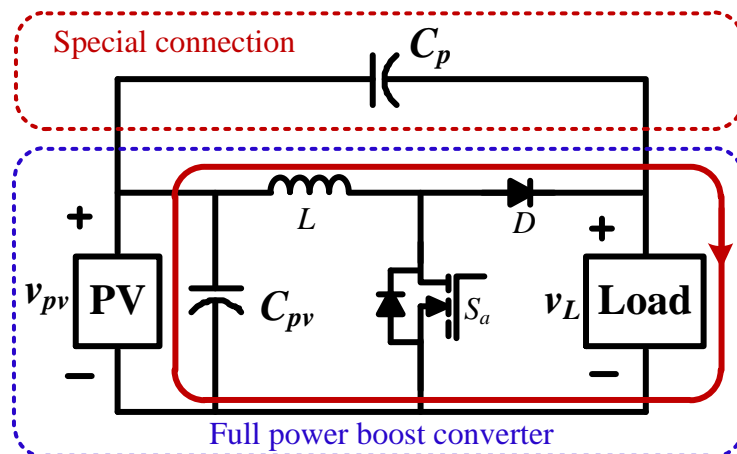 Special connection
Cp
L
D
+
+
vpv
PV
Cpv
Sa
vL
Load
−
−
Full power boost converter